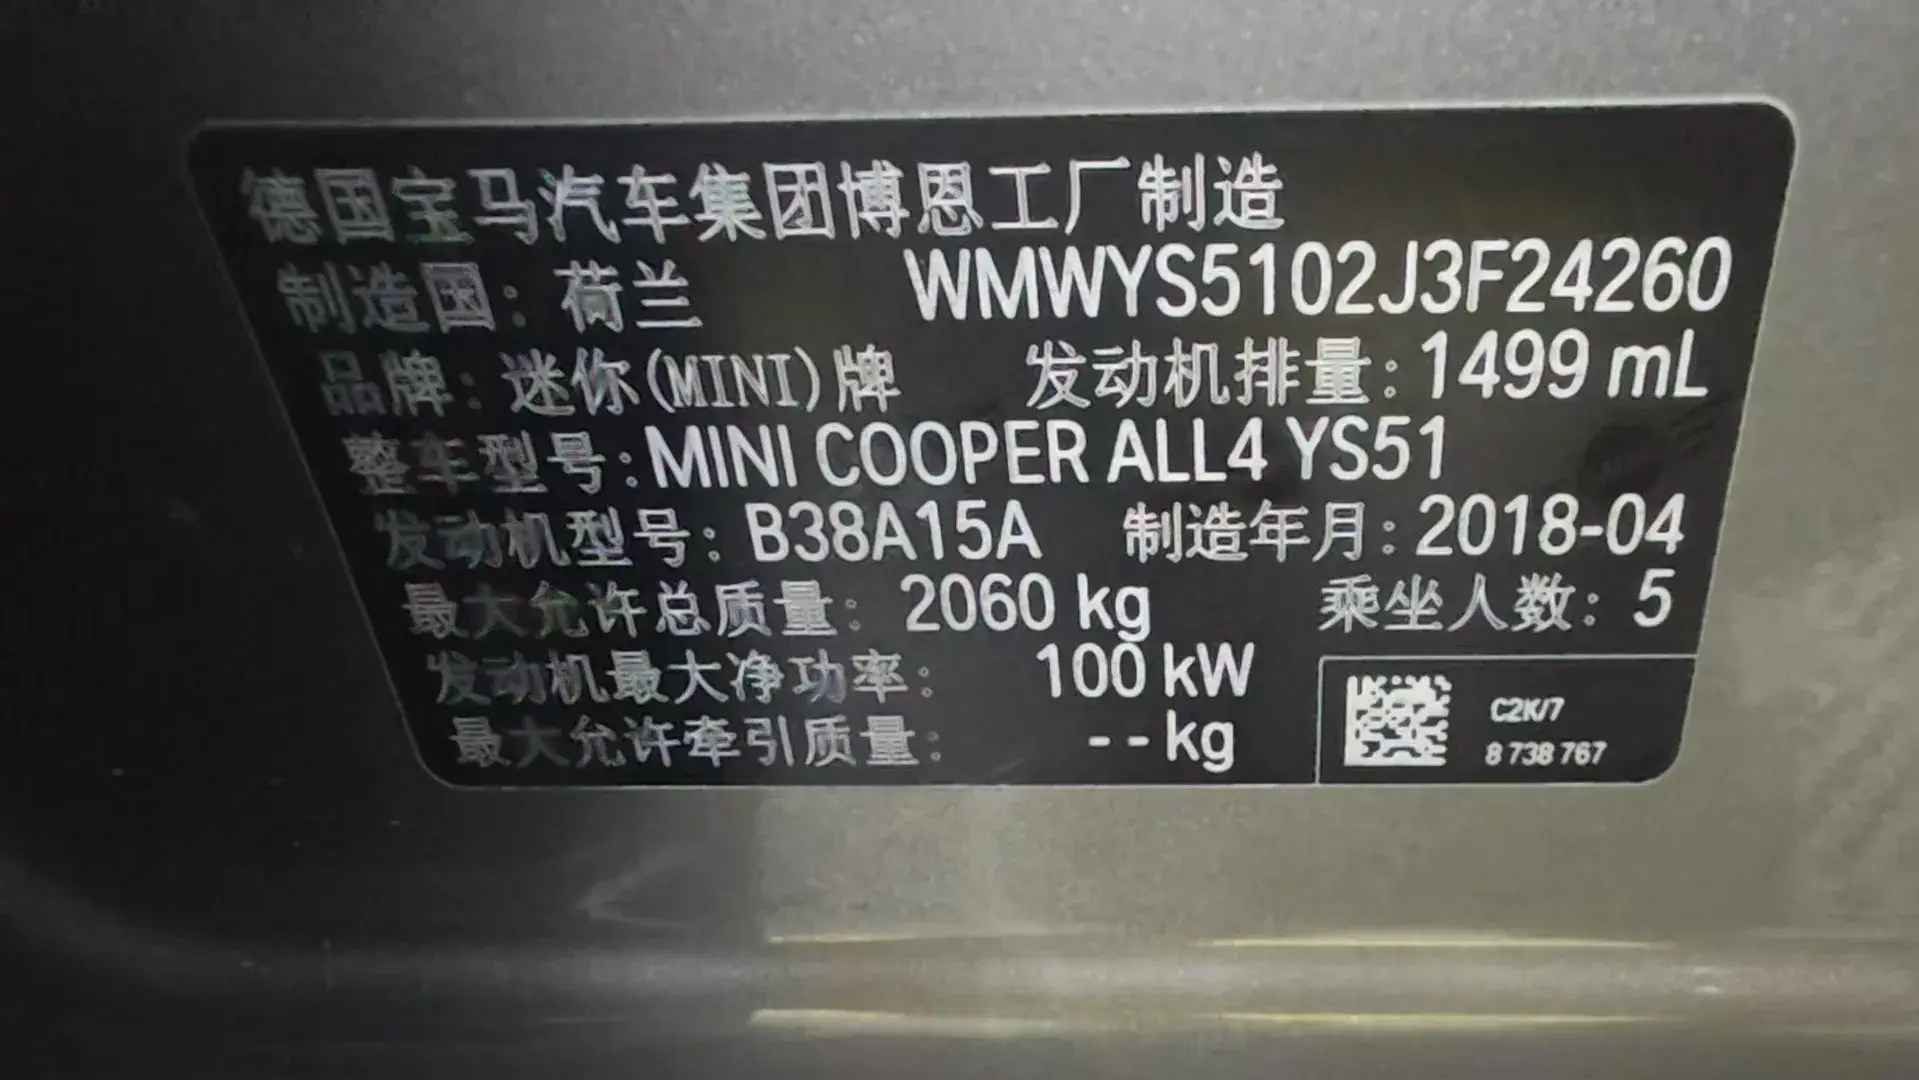 德国宝马汽车集团博恩工厂制造
制造国：荷兰 WMWYS5102J3F24260
品牌：迷你(MINI)牌 发动机排量：1499 mL
整车型号:MINI COOPER ALL4 YS51
发动机型号：B38A15A 制造年月：2018-04
最大允许总质量：2060 kg 乘坐人数：5
发动机最大净功率：100 kW
最大允许牵引质量：--kg
C2K/7
8 738 767